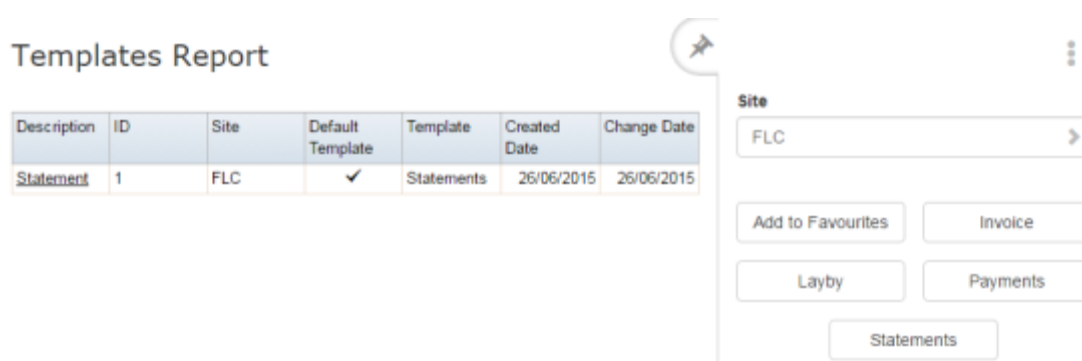 Templates Report
Description ID Site Default Template Template Created Date Change Date
Statement 1 FLC ✓ Statements 26/06/2015 26/06/2015
Site
FLC
Add to Favourites Invoice
Layby Payments
Statements